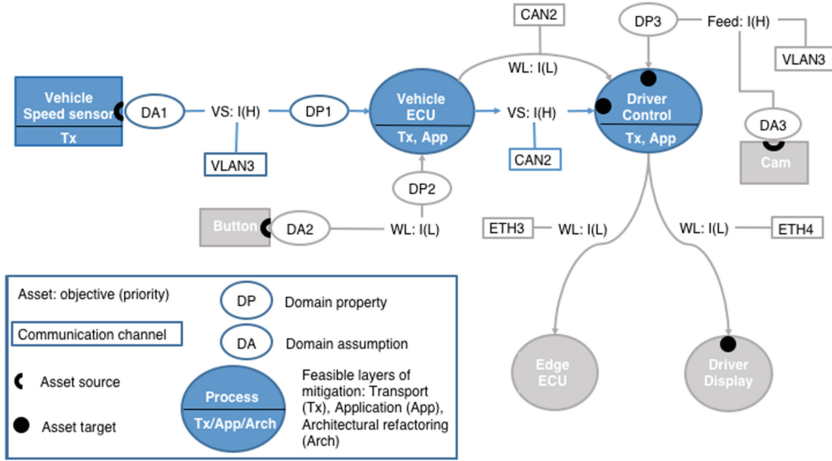 CAN2
DP3
Feed: I(H)
VLAN3
WL: I(L)
Vehicle
Speed sensor
Tx
DA1
VS: I(H)
DP1
Vehicle
ECU
Tx, App
VS: I(H)
Driver
Control
Tx, App
DA3
Cam
VLAN3
CAN2
DP2
Button
DA2
WL: I(L)
ETH3
WL: I(L)
WL: I(L)
ETH4
Edge
ECU
Driver
Display
Asset: objective (priority)
Communication channel
Asset source
Asset target
DP
Domain property
DA
Domain assumption
Process
Tx/App/Arch
Feasible layers of
mitigation: Transport
(Tx), Application (App),
Architectural refactoring
(Arch)